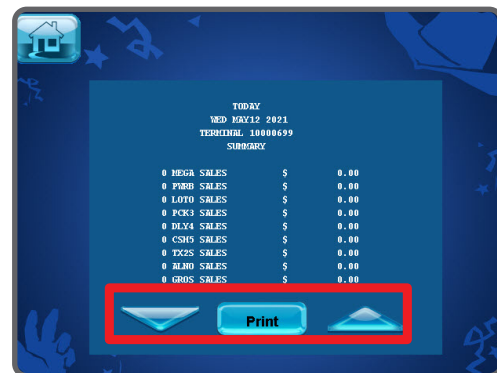 TODAY
WED MAY12 2021
TERMINAL 10000699
SUMMARY
0 MEGA SALES $ 0.00
0 PWRB SALES $ 0.00
0 LOTO SALES $ 0.00
0 PCK3 SALES $ 0.00
0 DLY4 SALES $ 0.00
0 CSH5 SALES $ 0.00
0 TX2S SALES $ 0.00
0 ALNO SALES $ 0.00
0 GROS SALES $ 0.00
Print